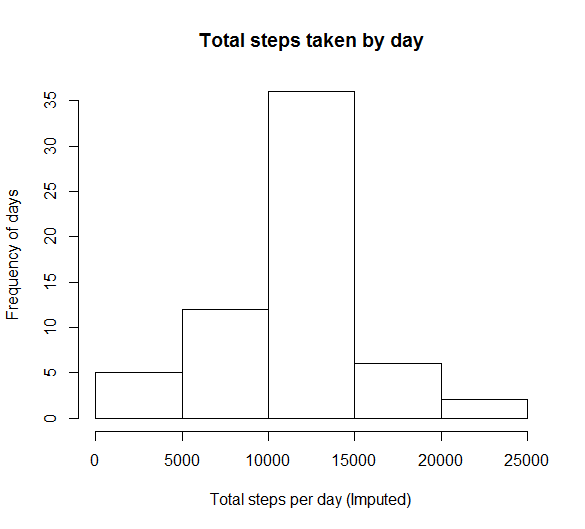 Total steps taken by day
Frequency of days
35
30
25
20
15
10
5
0
0 5000 10000 15000 20000 25000
Total steps per day (Imputed)